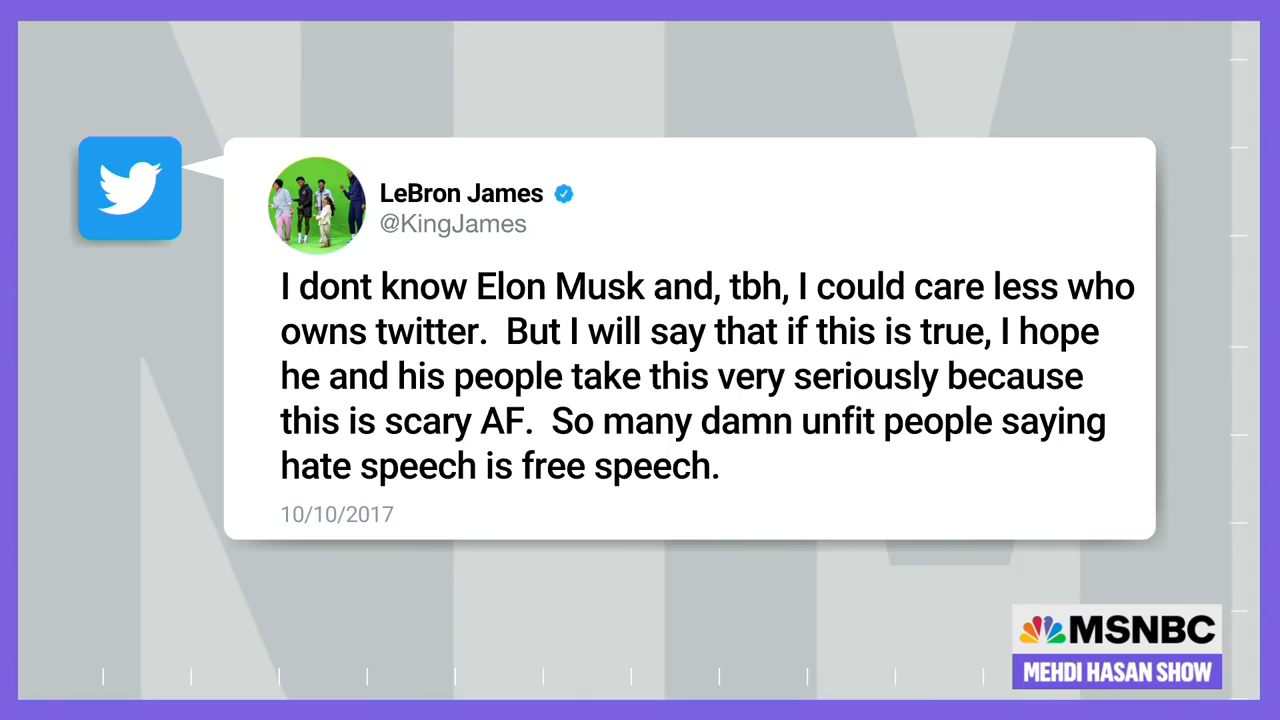 LeBron James
@KingJames
I dont know Elon Musk and, tbh, I could care less who
owns twitter.  But I will say that if this is true, I hope
he and his people take this very seriously because
this is scary AF.  So many damn unfit people saying
hate speech is free speech.
10/10/2017
MSNBC
MEHDI HASAN SHOW